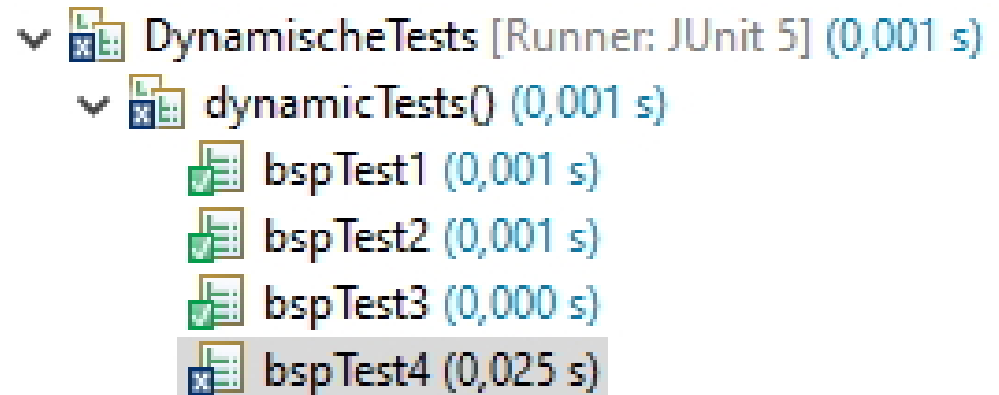 DynamischeTests [Runner: JUnit 5] (0,001 s)
dynamicTests() (0,001 s)
bspTest1 (0,001 s)
bspTest2 (0,001 s)
bspTest3 (0,000 s)
bspTest4 (0,025 s)